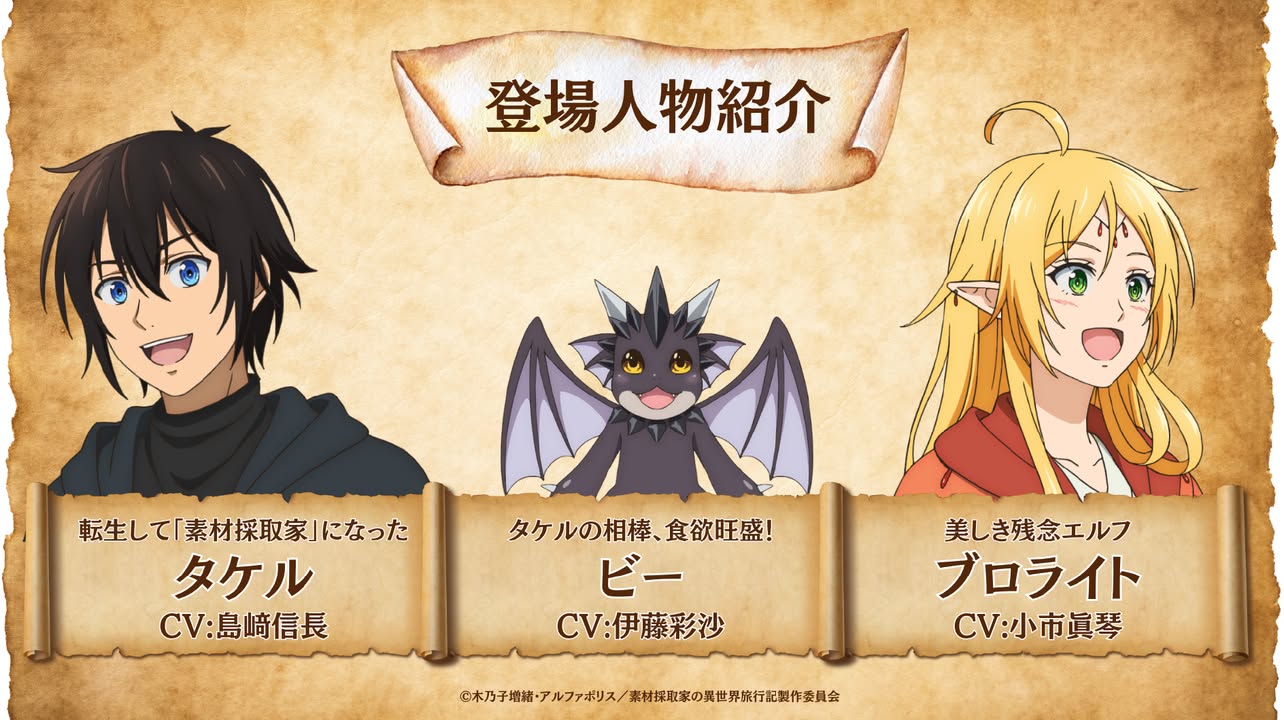 登場人物紹介
転生して「素材採取家」になった
タケル
CV:島﨑信長
タケルの相棒、食欲旺盛!
ビー
CV:伊藤彩沙
美しき残念エルフ
ブロライト
CV:小市眞琴
©木乃子増緒・アルファポリス／素材採取家の異世界旅行記製作委員会